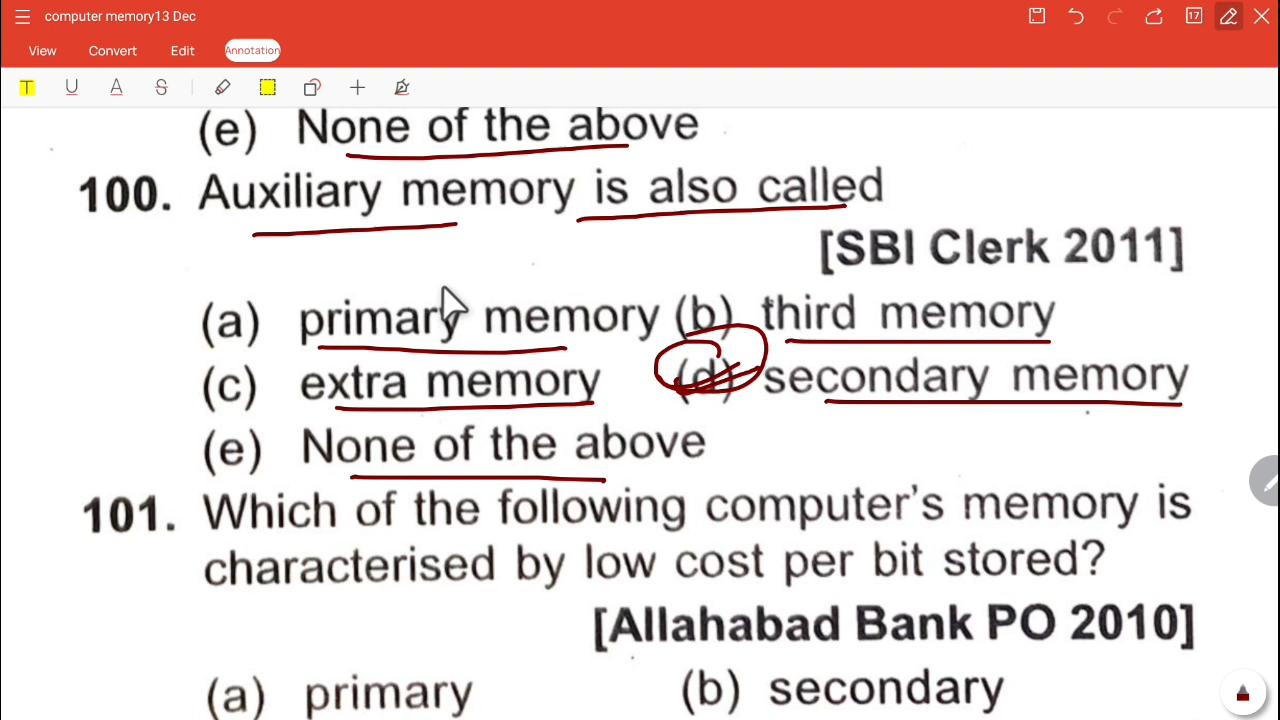 computer memory13 Dec
17
View Convert Edit Annotation
T U A S
(e) None of the above
100. Auxiliary memory is also called
[SBI Clerk 2011]
(a) primary memory (b) third memory
(c) extra memory (d) secondary memory
(e) None of the above
101. Which of the following computer's memory is
characterised by low cost per bit stored?
[Allahabad Bank PO 2010]
(a) primary (b) secondary